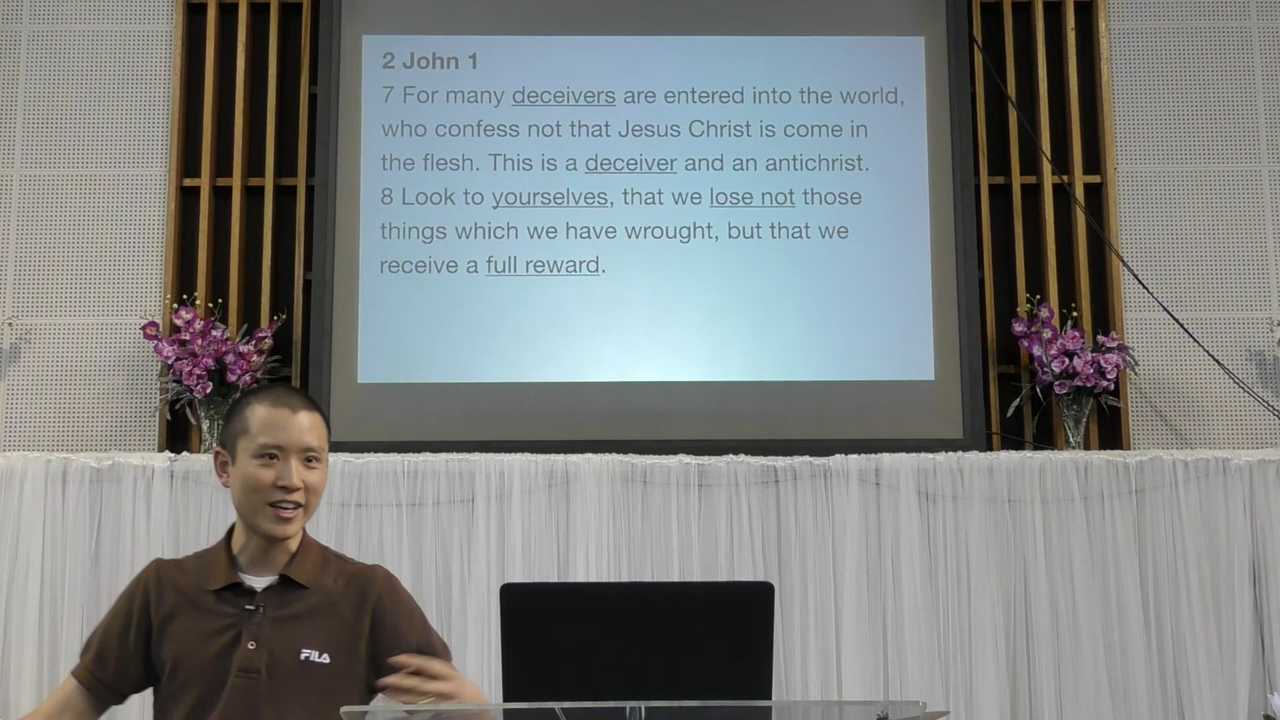 2 John 1
7 For many deceivers are entered into the world,
who confess not that Jesus Christ is come in
the flesh. This is a deceiver and an antichrist.
8 Look to yourselves, that we lose not those
things which we have wrought, but that we
receive a full reward.
FILA